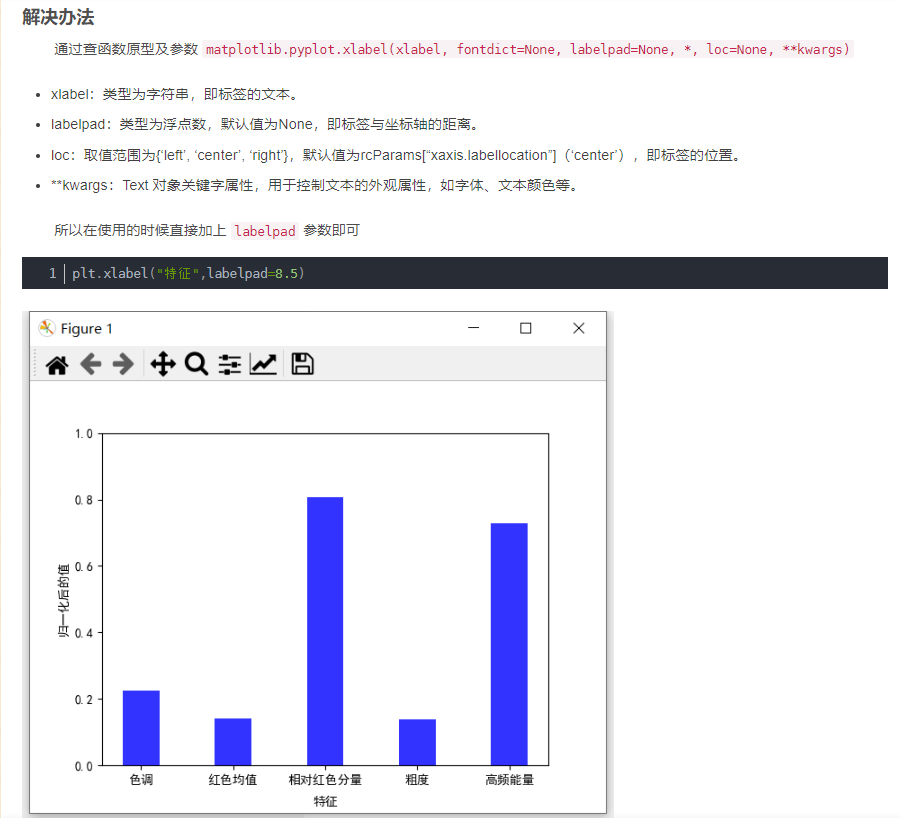 解决办法
通过查函数原型及参数 matplotlib.pyplot.xlabel(xlabel, fontdict=None, labelpad=None, *, loc=None, **kwargs)
xlabel：类型为字符串，即标签的文本。
labelpad：类型为浮点数，默认值为None，即标签与坐标轴的距离。
loc：取值范围为{‘left’, ‘center’, ‘right’}，默认值为rcParams[“xaxis.labellocation”]（‘center’），即标签的位置。
**kwargs：Text 对象关键字属性，用于控制文本的外观属性，如字体、文本颜色等。
所以在使用的时候直接加上 labelpad 参数即可
1 plt.xlabel("特征",labelpad=8.5)
Figure 1
1.0
0.8
0.6
0.4
0.2
0.0
归一化后的值
色调 红色均值 相对红色分量 粗度 高频能量
特征